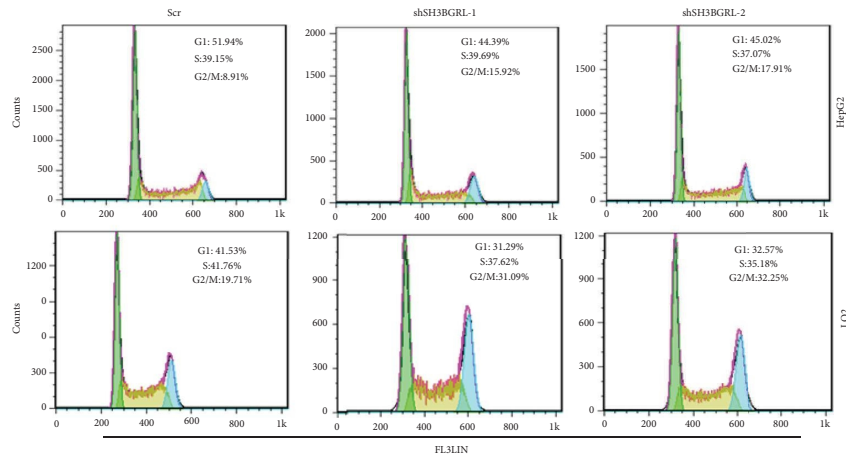 Scr
shSH3BGRL-1
shSH3BGRL-2
G1: 51.94%
S:39.15%
G2/M:8.91%
2500
2000
1500
1000
500
0
0 200 400 600 800 1k
Counts
G1: 44.39%
S:39.69%
G2/M:15.92%
2000
1500
1000
500
0
0 200 400 600 800 1k
G1: 45.02%
S:37.07%
G2/M:17.91%
1500
1000
500
0
0 200 400 600 800 1k
HepG2
G1: 41.53%
S:41.76%
G2/M:19.71%
1200
0
0
300
0
0 200 400 600 800 1k
Counts
G1: 31.29%
S:37.62%
G2/M:31.09%
1200
900
600
300
0
0 200 400 600 800 1k
G1: 32.57%
S:35.18%
G2/M:32.25%
1200
900
600
300
0
0 200 400 600 800 1k
LO2
FL3LIN